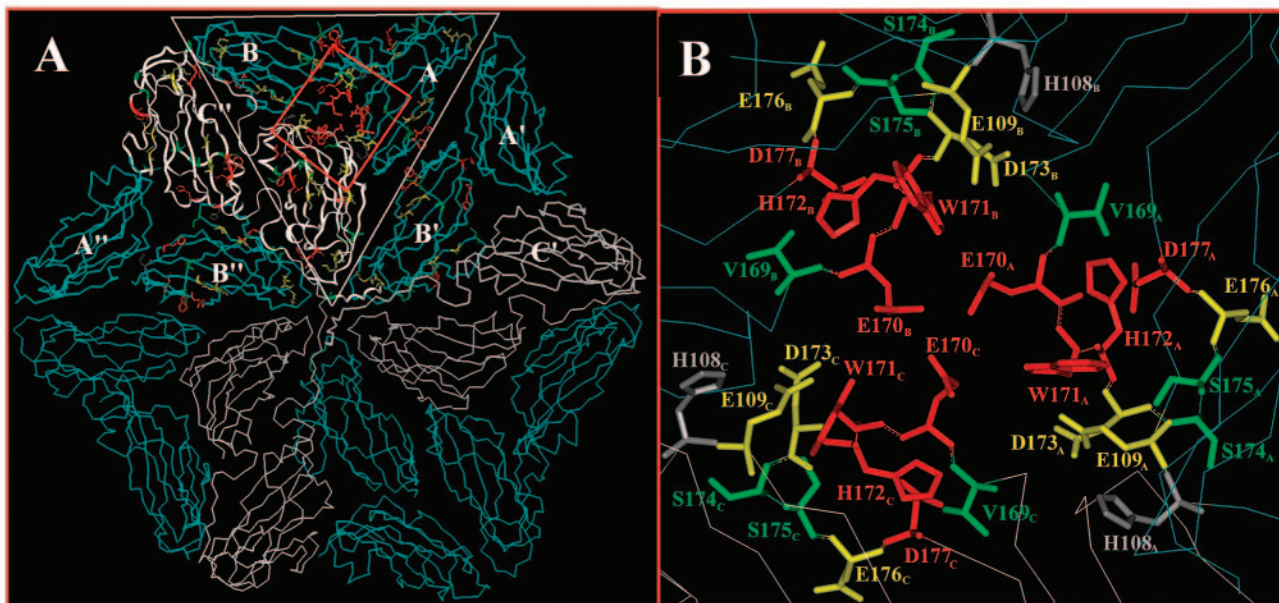 A
B
A
C''
A'
B'
C
C'
A''
B''
B
S174B
H108B
E176B
S175B
E109B
D177B
D173B
H172B
W171B
V169A
V169B
E170A
D177A
E176A
E170B
H172A
D173C
E170C
H108C
W171C
W171A
S175A
E109C
D173A
E109A
S174A
H172C
S174C
V169C
S175C
H108A
D177C
E176C